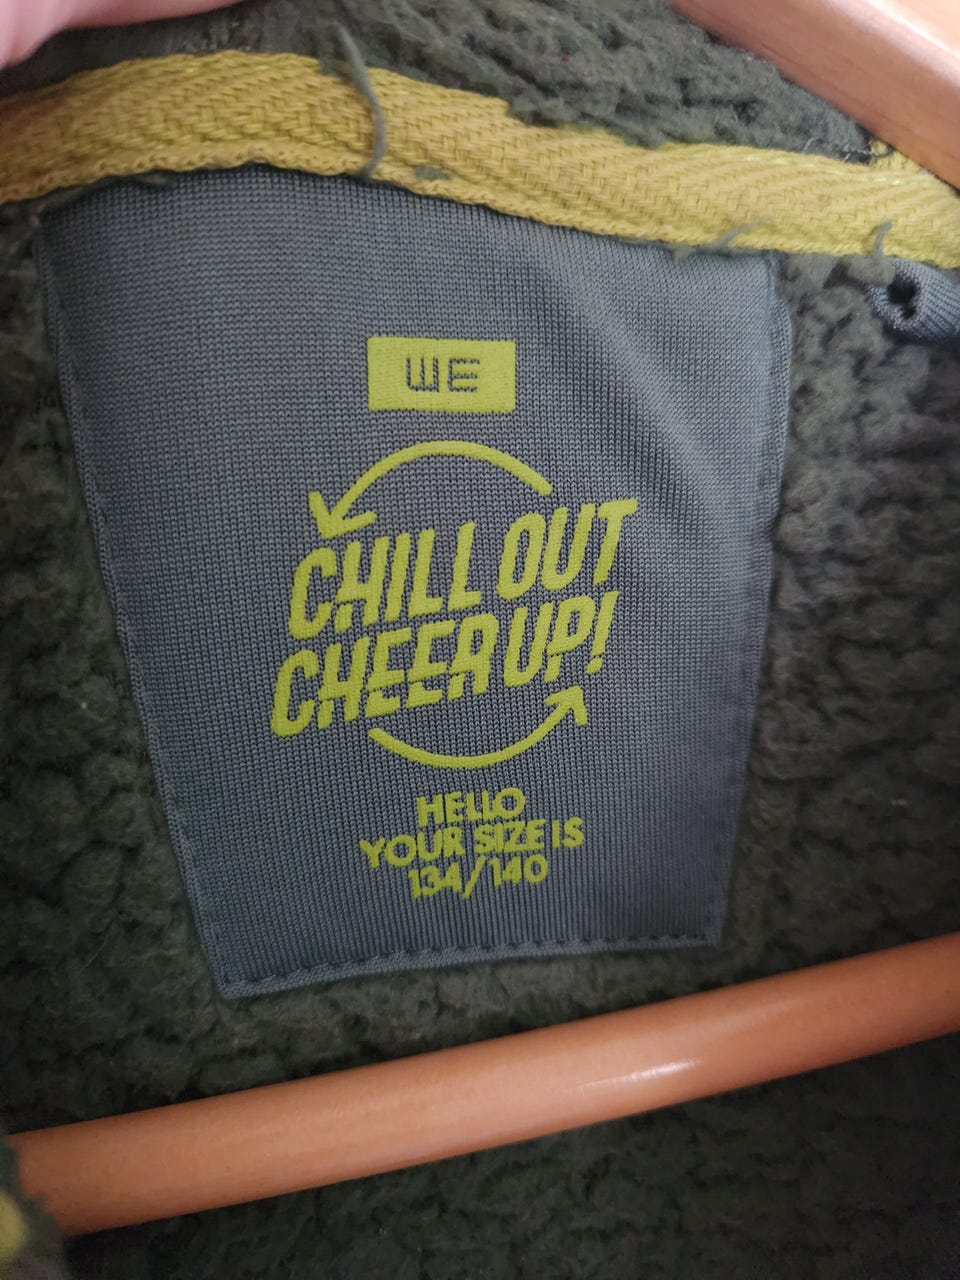 WE
CHILL OUT
CHEER UP!
HELLO
YOUR SIZE IS
134/140